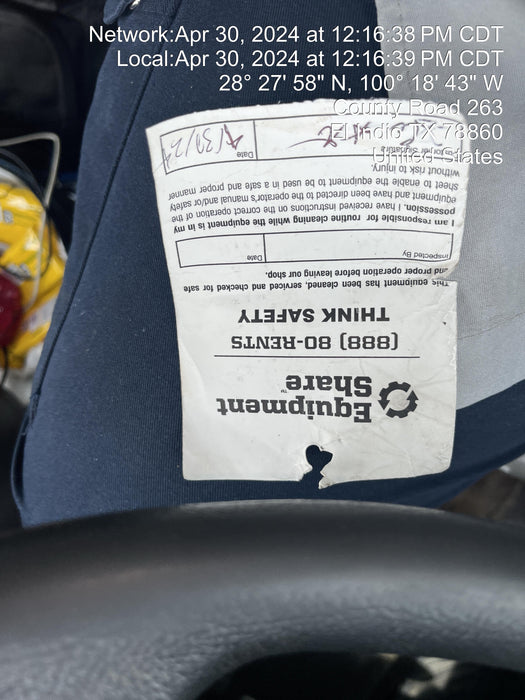 Network:Apr 30, 2024 at 12:16:38 PM CDT
Local:Apr 30, 2024 at 12:16:39 PM CDT
28° 27' 58" N, 100° 18' 43" W
County Road 263
El Indio TX 78860
United States
Equipment
Share
(888) 80-RENTS
THINK SAFETY
This equipment has been cleaned, serviced and checked for safe
and proper operation before leaving our shop.
Inspected By
Date
I am responsible for routine cleaning while the equipment is in my
possession. I have received instructions on the correct operation of the
equipment and have been directed to the operator's manual and/or safety
sheet to enable the equipment to be used in a safe and proper manner
without risk to injury.
Signature
Date